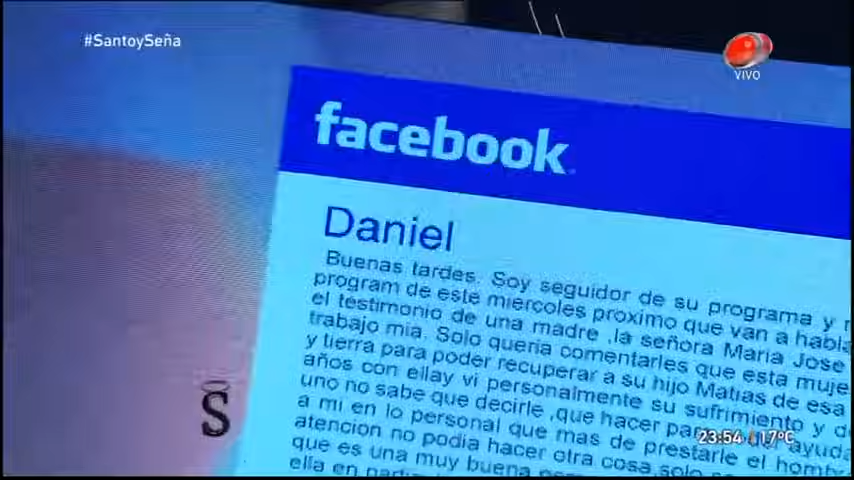 #SantoySeña
VIVO
facebook
Daniel
Buenas tardes. Soy seguidor de su programa y
program de este miercoles proximo que van a habla
el testimonio de una madre ,la señora Maria Jose
trabajo mia. Solo queria comentarles que esta muje
y tierra para poder recuperar a su hijo Matias de esa
años con ellay vi personalmente su sufrimiento y
uno no sabe que decirle ,que hacer para ayuda
a mi en lo personal que mas de prestarle el hombr
atencion no podia hacer otra cosa,solo
que es una muy buena
ella en
S
23:54 17°C